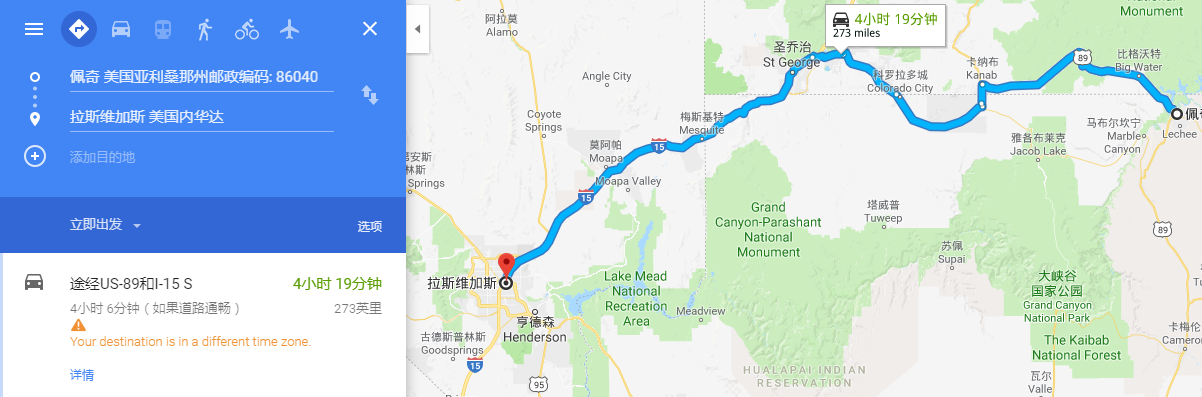 佩奇 美国亚利桑那州邮政编码: 86040
拉斯维加斯 美国内华达
添加目的地
立即出发
选项
途经US-89和I-15 S
4小时 19分钟
4小时 6分钟（如果道路通畅）
273英里
Your destination is in a different time zone.
详情
4小时 19分钟
273 miles
阿拉莫
Alamo
Angle City
Coyote
Springs
圣乔治
St George
科罗拉多城
Colorado City
卡纳布
Kanab
89
比格沃特
Big Water
Monument
佩奇
Lechee
马布尔坎宁
Marble
Canyon
雅各布莱克
Jacob Lake
梅斯基特
Mesquite
15
莫阿帕
Moapa
Moapa Valley
第安斯
林斯
Springs
15
Grand
Canyon-Parashant
National
Monument
塔威普
Tuweep
89
苏佩
Supai
大峡谷
国家公园
Grand Canyon
National Park
拉斯维加斯
Lake Mead
National
Recreation
Area
Meadview
亨德森
Henderson
古德斯普林斯
Goodsprings
15
95
HUALAPAI INDIAN
RESERVATION
The Kaibab
National Forest
卡梅伦
Came
瓦尔
Valle